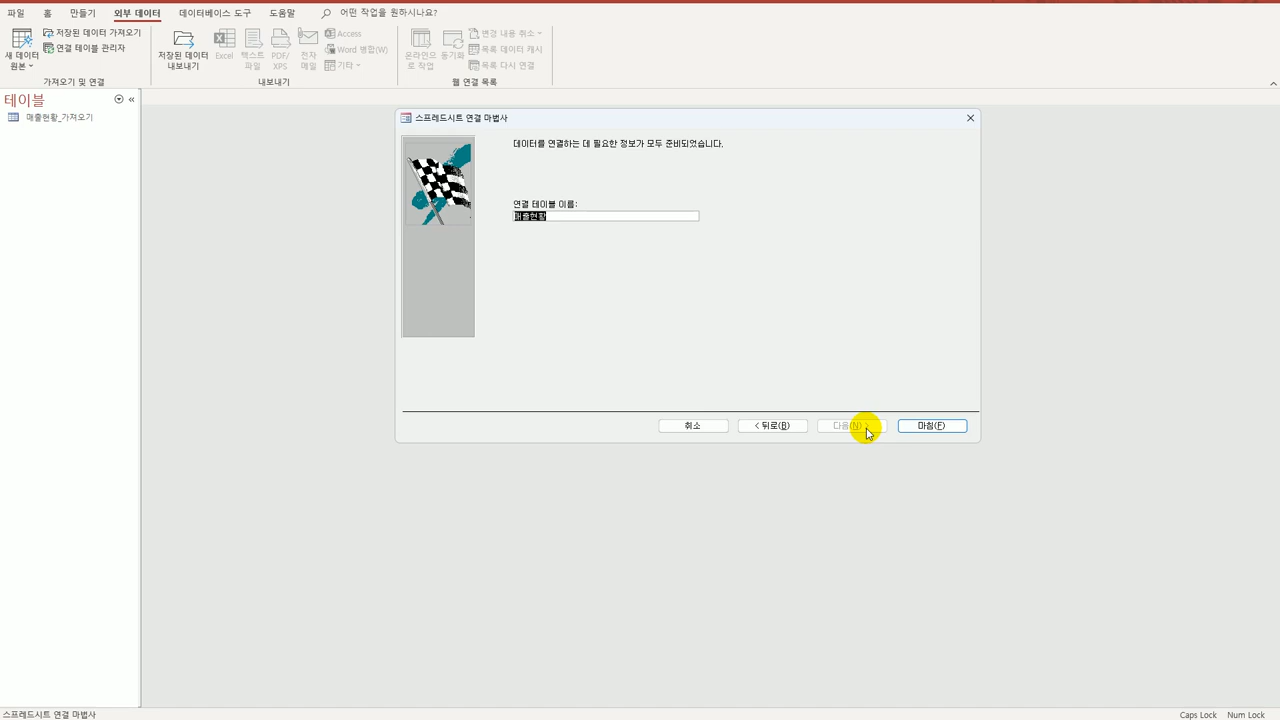 파일 홈 만들기 외부 데이터 데이터베이스 도구 도움말 어떤 작업을 원하시나요?
새 데이터 원본
저장된 데이터 가져오기
연결 테이블 관리자
저장된 데이터 내보내기
Excel
텍스트 파일
PDF/XPS
전자 메일
Access
Word 병합(W)
기타
온라인으로 작업
동기화
변경 내용 취소
목록 데이터 캐시
목록 다시 연결
가져오기 및 연결 내보내기 웹 연결 목록
테이블 «
매출현황_가져오기
스프레드시트 연결 마법사
데이터를 연결하는 데 필요한 정보가 모두 준비되었습니다.
연결 테이블 이름:
매출현황
취소 < 뒤로(B) 다음(N) > 마침(F)
스프레드시트 연결 마법사 Caps Lock Num Lock